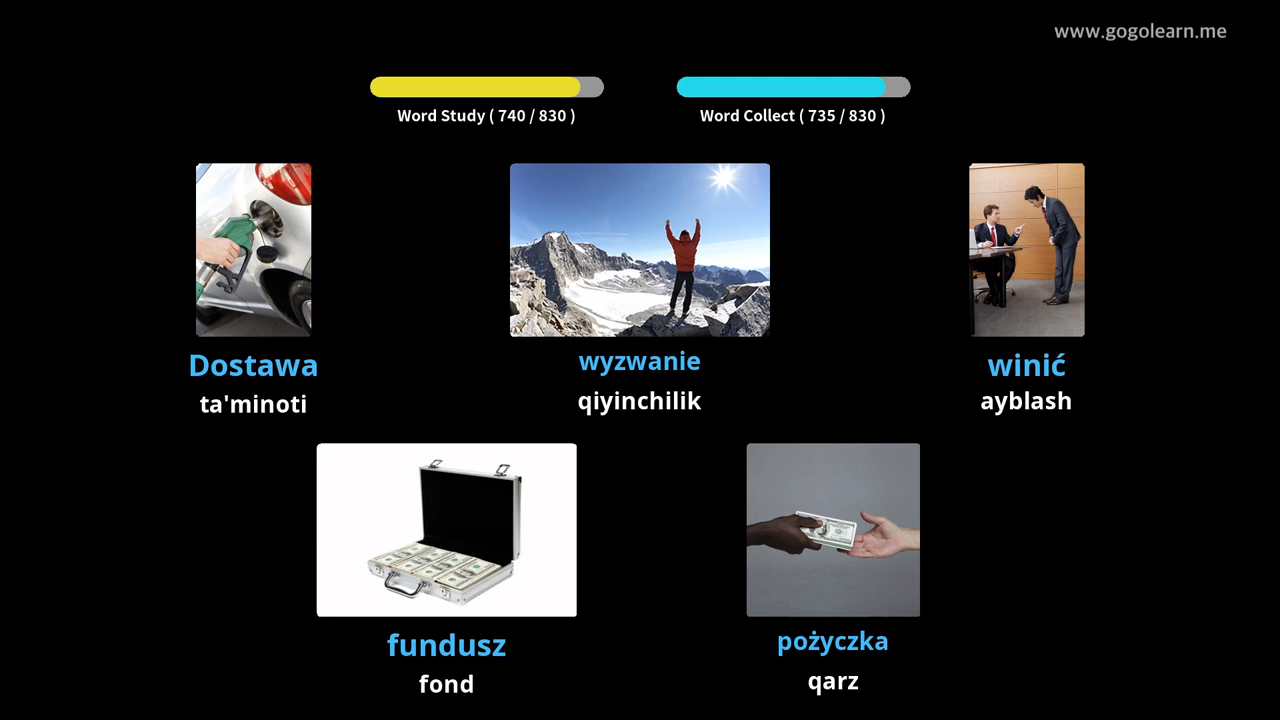 www.gogolearn.me
Word Study ( 740 / 830 )
Word Collect ( 735 / 830 )
Dostawa
ta'minoti
wyzwanie
qiyinchilik
winić
ayblash
fundusz
fond
pożyczka
qarz